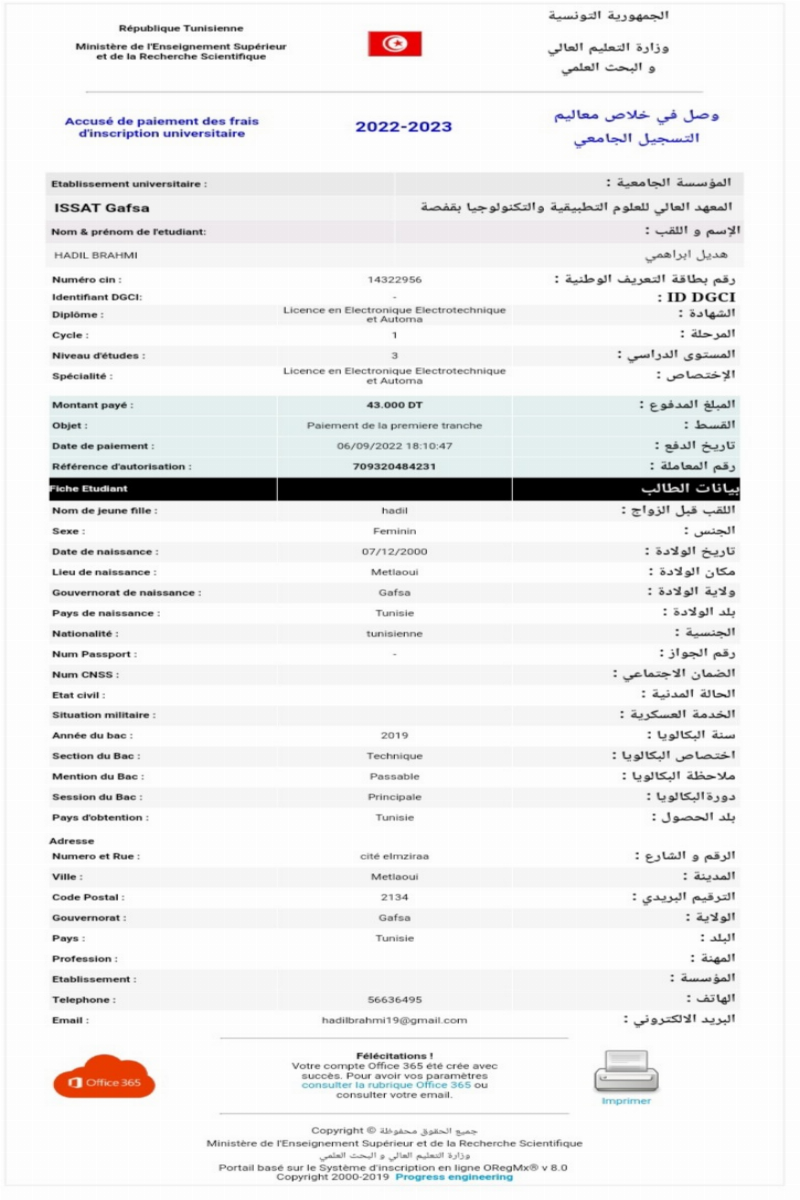 République Tunisienne
Ministère de l'Enseignement Supérieur
et de la Recherche Scientifique
الجمهورية التونسية
وزارة التعليم العالي
و البحث العلمي
Accusé de paiement des frais
d'inscription universitaire
2022-2023
وصل في خلاص معاليم
التسجيل الجامعي
Etablissement universitaire : المؤسسة الجامعية :
ISSAT Gafsa المعهد العالي للعلوم التطبيقية والتكنولوجيا بقفصة
Nom & prénom de l'etudiant: الإسم و اللقب :
HADIL BRAHMI هديل ابراهمي
Numéro cin : 14322956 رقم بطاقة التعريف الوطنية :
Identifiant DGCI: - ID DGCI :
Diplôme : Licence en Electronique Electrotechnique et Automa الشهادة :
Cycle : 1 المرحلة :
Niveau d'études : 3 المستوى الدراسي :
Spécialité : Licence en Electronique Electrotechnique et Automa الإختصاص :
Montant payé : 43.000 DT المبلغ المدفوع :
Objet : Paiement de la premiere tranche القسط :
Date de paiement : 06/09/2022 18:10:47 تاريخ الدفع :
Référence d'autorisation : 709320484231 رقم المعاملة :
Fiche Etudiant بيانات الطالب
Nom de jeune fille : hadil اللقب قبل الزواج :
Sexe : Feminin الجنس :
Date de naissance : 07/12/2000 تاريخ الولادة :
Lieu de naissance : Metlaoui مكان الولادة :
Gouvernorat de naissance : Gafsa ولاية الولادة :
Pays de naissance : Tunisie بلد الولادة :
Nationalité : tunisienne الجنسية :
Num Passport : - رقم الجواز :
Num CNSS : الضمان الاجتماعي :
Etat civil : الحالة المدنية :
Situation militaire : الخدمة العسكرية :
Année du bac : 2019 سنة البكالويا :
Section du Bac : Technique اختصاص البكالويا :
Mention du Bac : Passable ملاحظة البكالويا :
Session du Bac : Principale دورةالبكالويا :
Pays d'obtention : Tunisie بلد الحصول :
Adresse
Numero et Rue : cité elmziraa الرقم و الشارع :
Ville : Metlaoui المدينة :
Code Postal : 2134 الترقيم البريدي :
Gouvernorat : Gafsa الولاية :
Pays : Tunisie البلد :
Profession : المهنة :
Etablissement : المؤسسة :
Telephone : 56636495 الهاتف :
Email : hadilbrahmi19@gmail.com البريد الالكتروني :
Office 365
Félécitations !
Votre compte Office 365 été crée avec
succès. Pour avoir vos paramètres
consulter la rubrique Office 365 ou
consulter votre email.
Imprimer
Copyright © جميع الحقوق محفوظة
Ministère de l'Enseignement Supérieur et de la Recherche Scientifique
وزارة التعليم العالي و البحث العلمي
Portail basé sur le Système d'inscription en ligne ORegMx® v 8.0
Copyright 2000-2019 Progress engineering